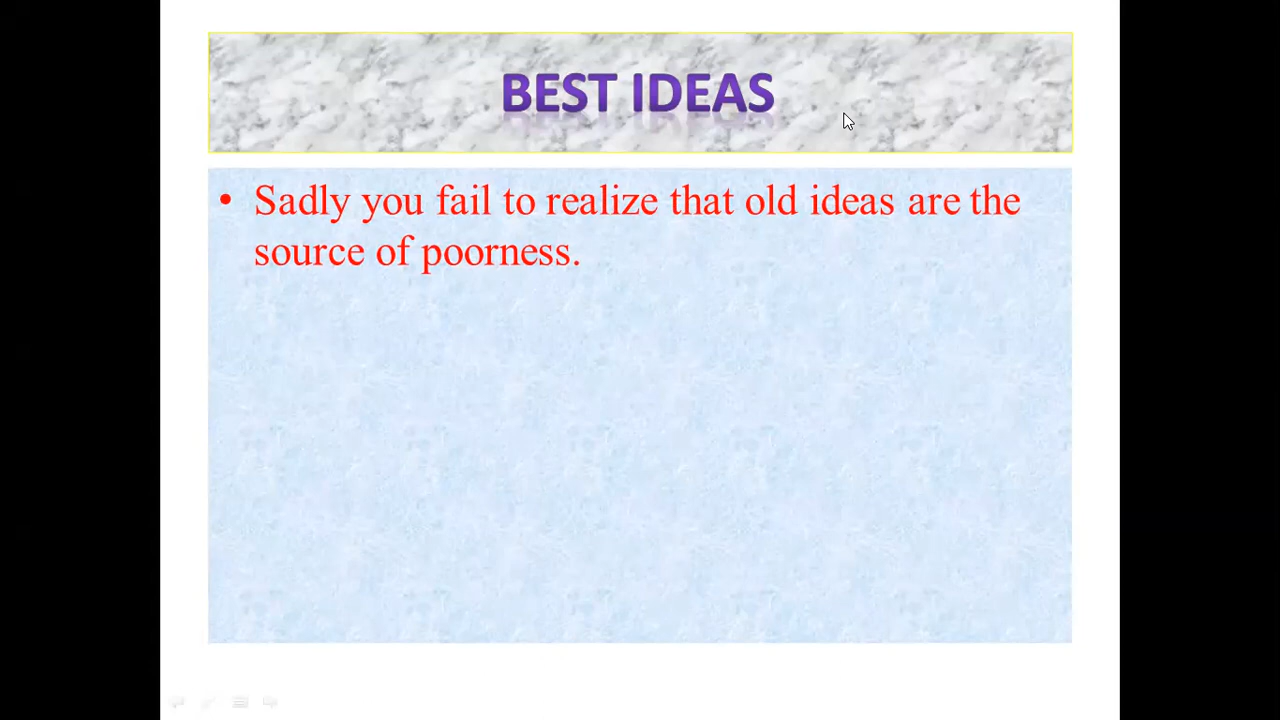 BEST IDEAS
• Sadly you fail to realize that old ideas are the
source of poorness.